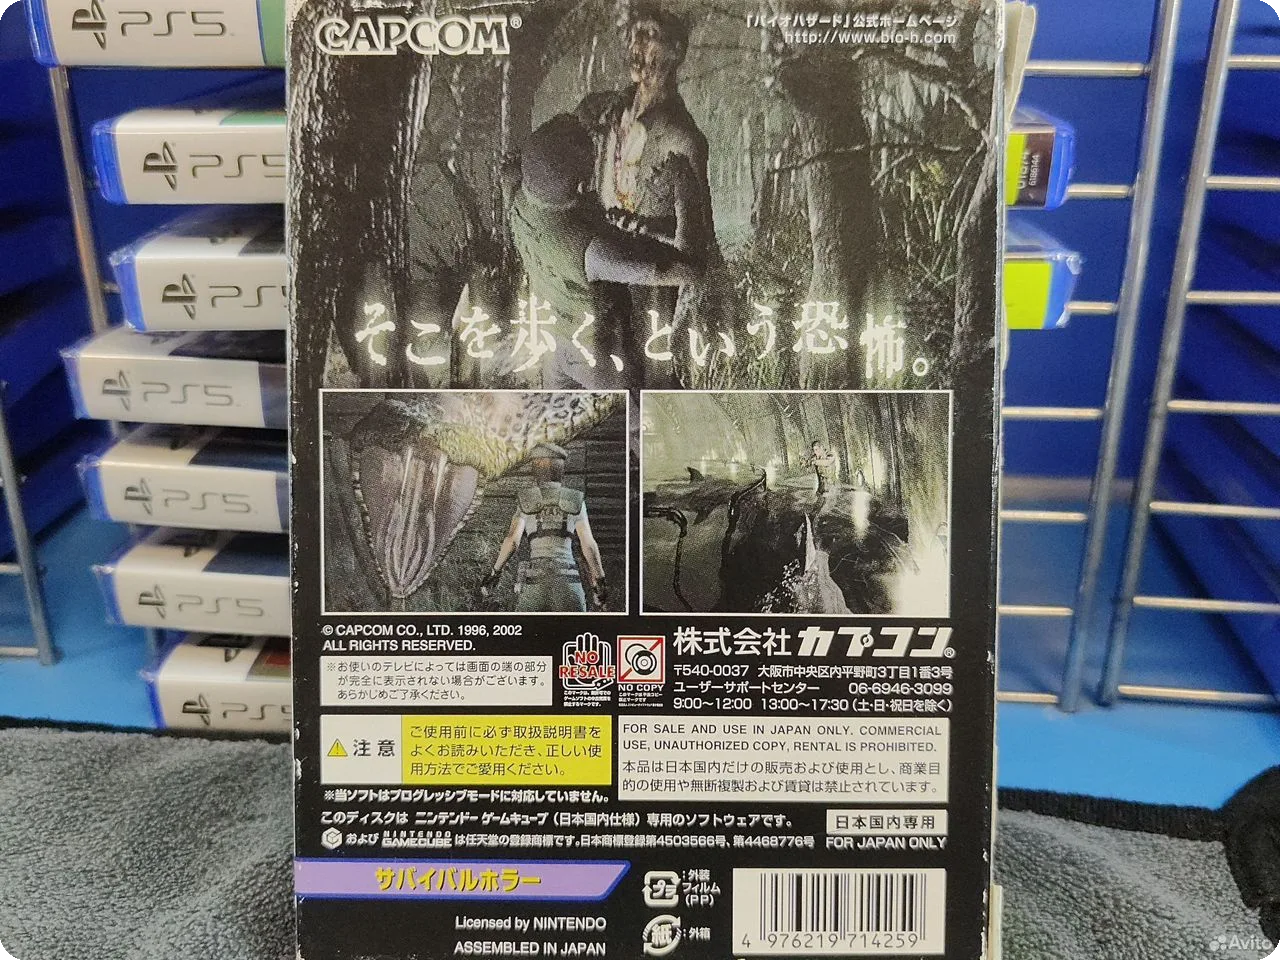 CAPCOM®
「バイオハザード」公式ホームページ
http://www.bio-h.com
PS5
PS5
PS5
PS5
PS5
PS5
PS5
そこを歩く、という恐怖。
© CAPCOM CO., LTD. 1996, 2002
ALL RIGHTS RESERVED.
※お使いのテレビによっては画面の端の部分
が完全に表示されない場合がございます。
あらかじめご了承ください。
NO
RESALE
NO COPY
株式会社 カプコン®
〒540-0037 大阪市中央区内平野町3丁目1番3号
ユーザーサポートセンター 06-6946-3099
9:00~12:00 13:00~17:30 (土・日・祝日を除く)
注意
ご使用前に必ず取扱説明書を
よくお読みいただき、正しい使
用方法でご愛用ください。
FOR SALE AND USE IN JAPAN ONLY. COMMERCIAL
USE, UNAUTHORIZED COPY, RENTAL IS PROHIBITED.
本品は日本国内だけの販売および使用とし、商業目
的の使用や無断複製および賃貸は禁止されています。
※当ソフトはプログレッシブモードに対応していません。
このディスクは ニンテンドー ゲームキューブ (日本国内仕様) 専用のソフトウェアです。
および NINTENDO GAMECUBE は任天堂の登録商標です。日本商標登録第4503566号、第4468776号
日本国内専用
FOR JAPAN ONLY
サバイバルホラー
Licensed by NINTENDO
ASSEMBLED IN JAPAN
プラ
:外装
フィルム
(PP)
紙
:外箱
4 976219 714259
Avito